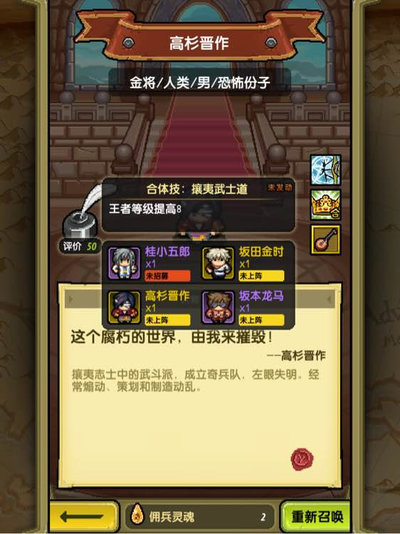 高杉晋作
金将/人类/男/恐怖份子
合体技：攘夷武士道
未发动
王者等级提高8
评价 50
桂小五郎
x1
未招募
坂田金时
x1
未上阵
高杉晋作
x1
未上阵
坂本龙马
x1
未上阵
这个腐朽的世界，由我来摧毁！
--高杉晋作
攘夷志士中的武斗派，成立奇兵队，左眼失明。经
常煽动、策划和制造动乱。
佣兵灵魂
2
重新召唤